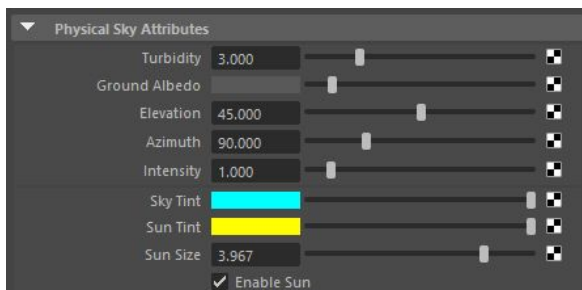 Physical Sky Attributes
Turbidity 3.000
Ground Albedo
Elevation 45.000
Azimuth 90.000
Intensity 1.000
Sky Tint
Sun Tint
Sun Size 3.967
Enable Sun